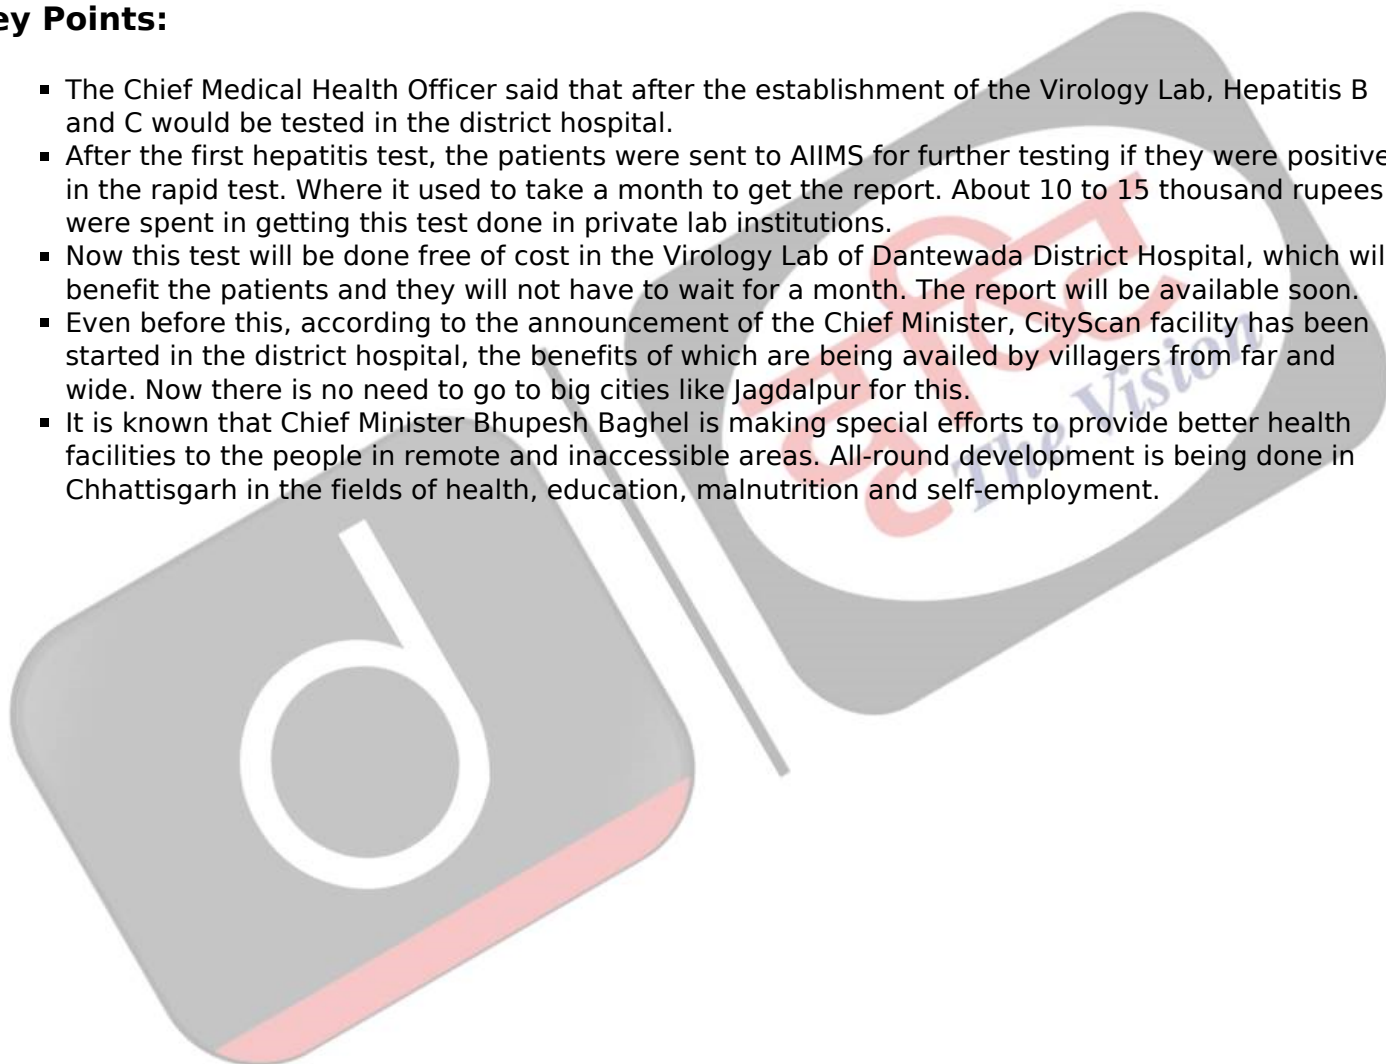 ey Points:
The Chief Medical Health Officer said that after the establishment of the Virology Lab, Hepatitis B
and C would be tested in the district hospital.
After the first hepatitis test, the patients were sent to AIIMS for further testing if they were positive
in the rapid test. Where it used to take a month to get the report. About 10 to 15 thousand rupees
were spent in getting this test done in private lab institutions.
Now this test will be done free of cost in the Virology Lab of Dantewada District Hospital, which wil
benefit the patients and they will not have to wait for a month. The report will be available soon.
Even before this, according to the announcement of the Chief Minister, CityScan facility has been
started in the district hospital, the benefits of which are being availed by villagers from far and
wide. Now there is no need to go to big cities like Jagdalpur for this.
It is known that Chief Minister Bhupesh Baghel is making special efforts to provide better health
facilities to the people in remote and inaccessible areas. All-round development is being done in
Chhattisgarh in the fields of health, education, malnutrition and self-employment.
d
दृष्टि
The Vision